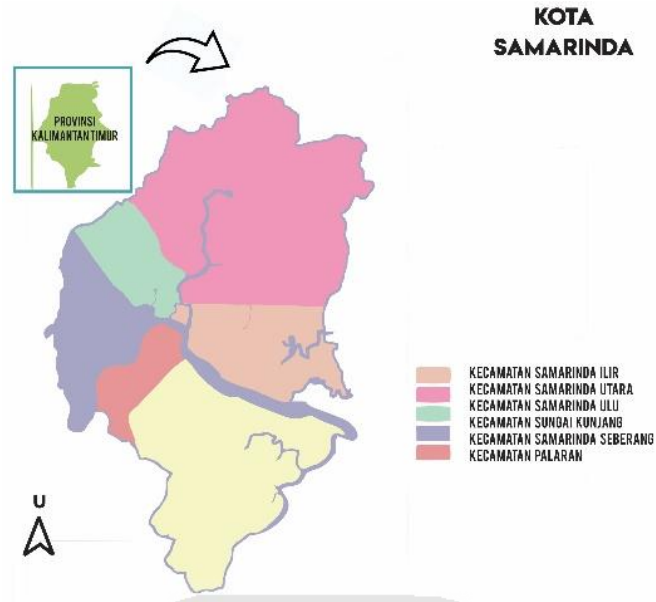 KOTA
SAMARINDA
PROVINSI
KALIMANTAN TIMUR
KECAMATAN SAMARINDA ILIR
KECAMATAN SAMARINDA UTARA
KECAMATAN SAMARINDA ULU
KECAMATAN SUNGAI KUNJANG
KECAMATAN SAMARINDA SEBERANG
KECAMATAN PALARAN
U